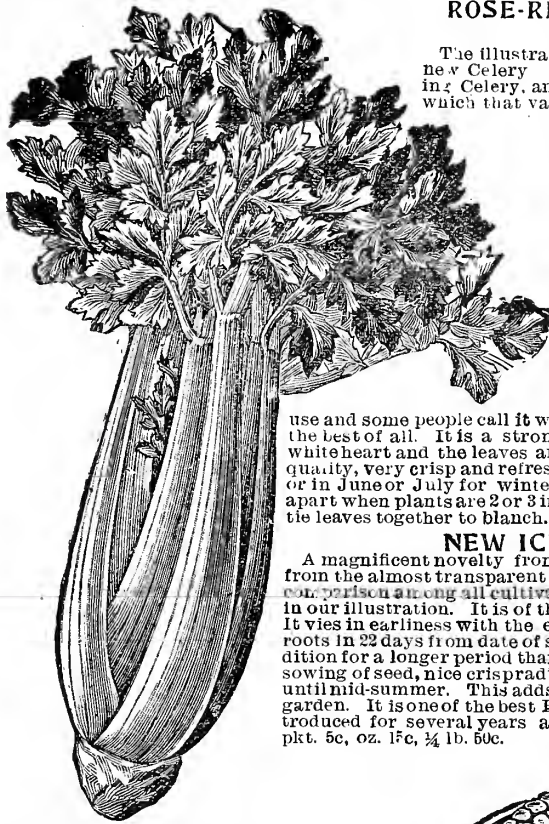 ROSE-RI
The illustra
new Celery
ing Celery, an
which that va
use and some people call it w
the best of all. It is a stron
white heart and the leaves a
quality, very crisp and refres
or in June or July for winte
apart when plants are 2 or 3 i
tie leaves together to blanch.
NEW IC
A magnificent novelty from
from the almost transparent
comparison among all cultiv
in our illustration. It is of th
It vies in earliness with the e
roots in 22 days from date of s
dition for a longer period than
sowing of seed, nice crisp rad
until mid-summer. This adds
garden. It is one of the best
troduced for several years a
pkt. 5c, oz. 15c, ¼ lb. 50c.